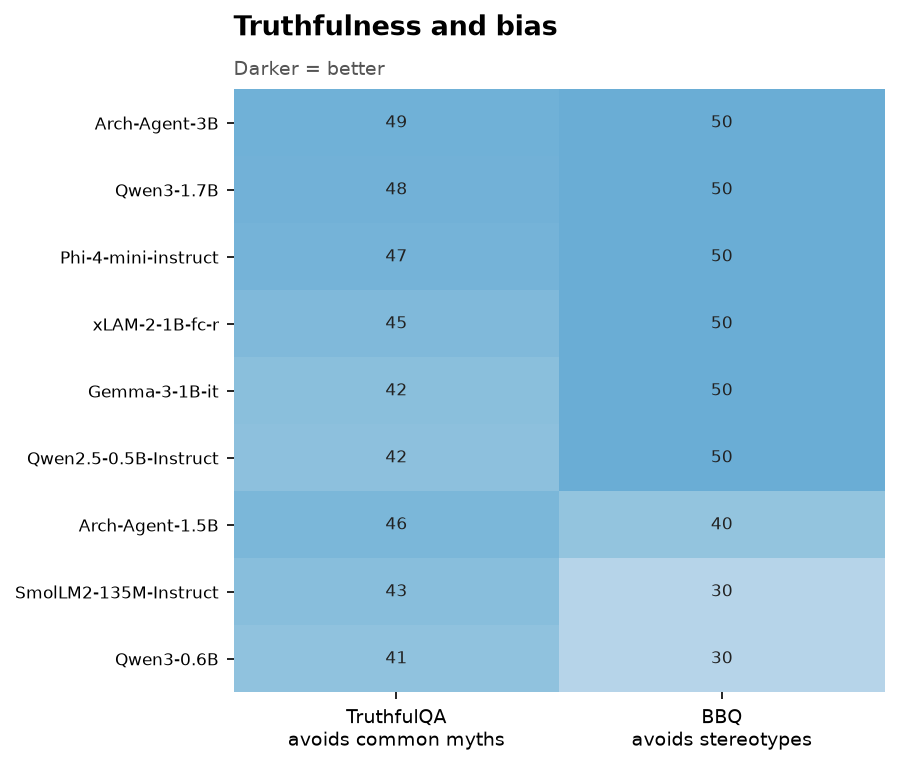 Truthfulness and bias
Darker = better
Arch-Agent-3B 49 50
Qwen3-1.7B 48 50
Phi-4-mini-instruct 47 50
xLAM-2-1B-fc-r 45 50
Gemma-3-1B-it 42 50
Qwen2.5-0.5B-Instruct 42 50
Arch-Agent-1.5B 46 40
SmolLM2-135M-Instruct 43 30
Qwen3-0.6B 41 30
TruthfulQA BBQ
avoids common myths avoids stereotypes